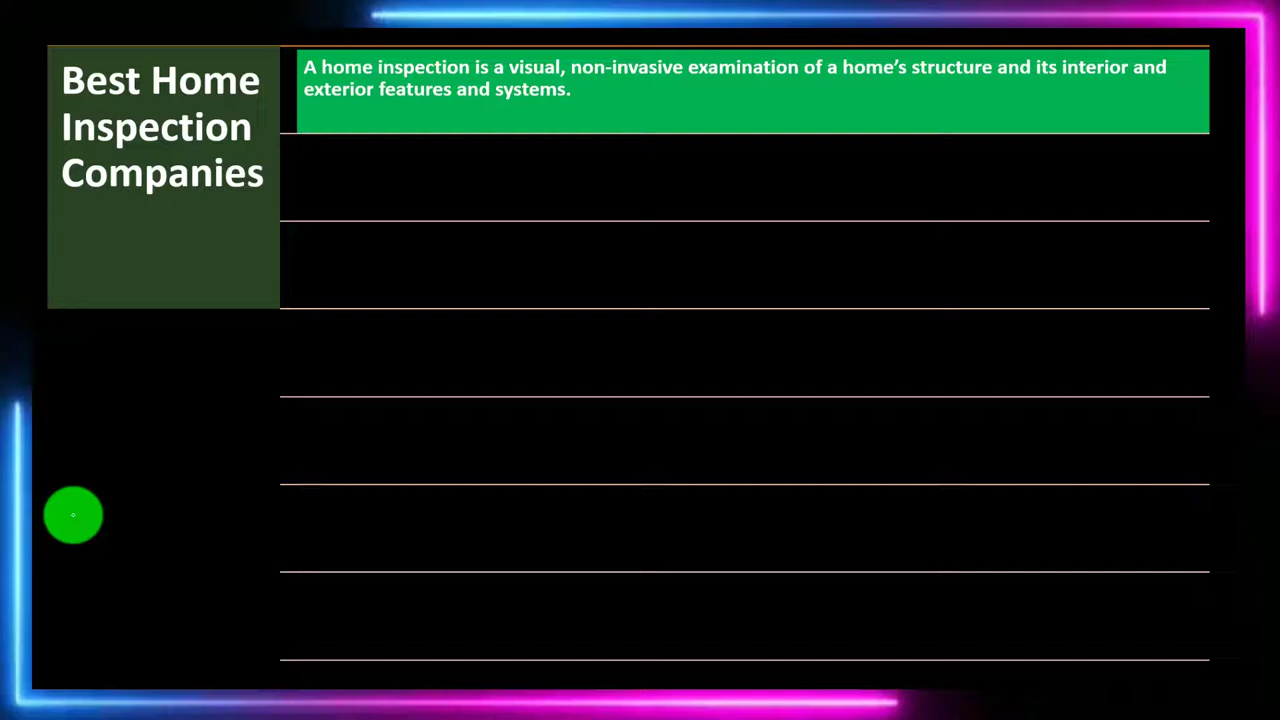 Best Home
Inspection
Companies
A home inspection is a visual, non-invasive examination of a home’s structure and its interior and
exterior features and systems.